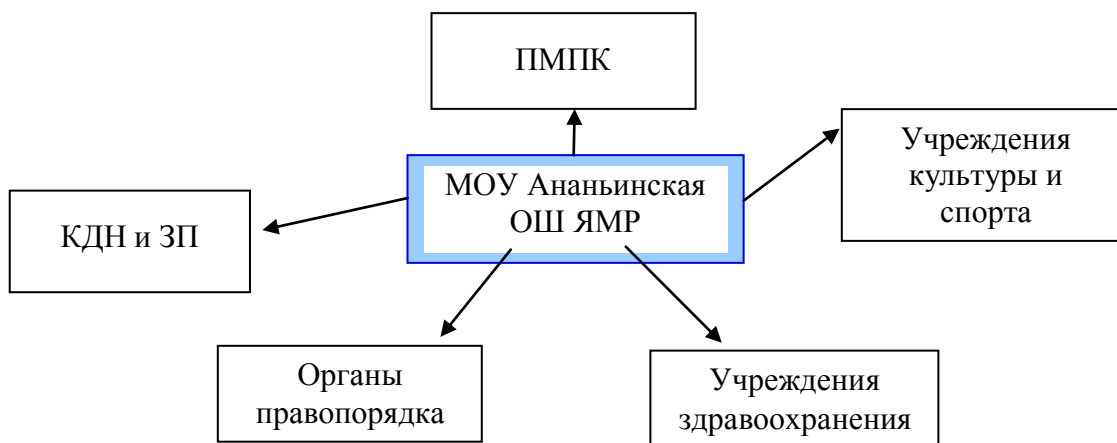 ПМПК
Учреждения
культуры и
спорта
МОУ Ананьинская
ОШ ЯМР
КДН и ЗП
Органы
правопорядка
Учреждения
здравоохранения